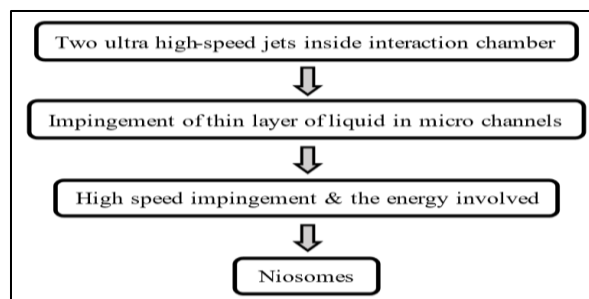 Two ultra high-speed jets inside interaction chamber
Impingement of thin layer of liquid in micro channels
High speed impingement & the energy involved
Niosomes